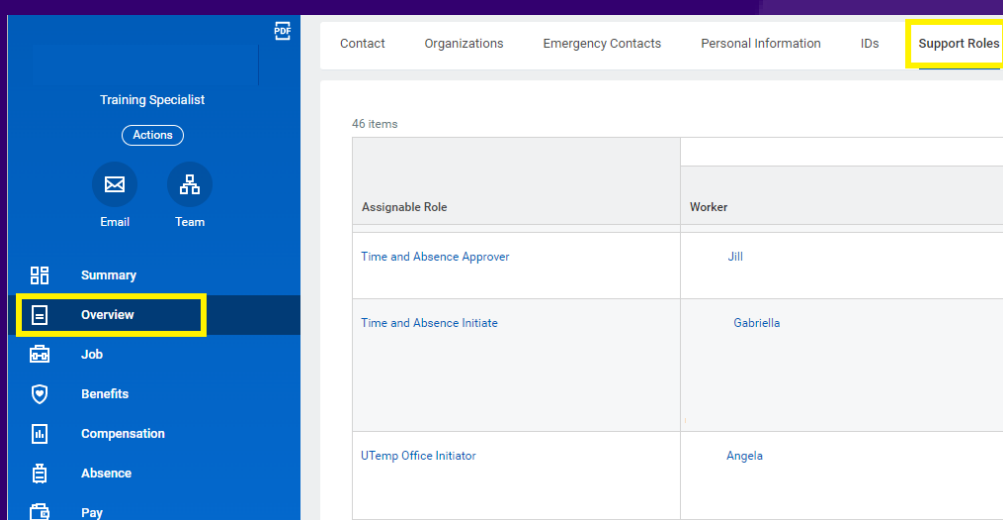 PDF
Training Specialist
Actions
Email Team
Summary
Overview
Job
Benefits
Compensation
Absence
Pay
Contact Organizations Emergency Contacts Personal Information IDs Support Roles
46 items
Assignable Role Worker
Time and Absence Approver Jill
Time and Absence Initiate Gabriella
UTemp Office Initiator Angela